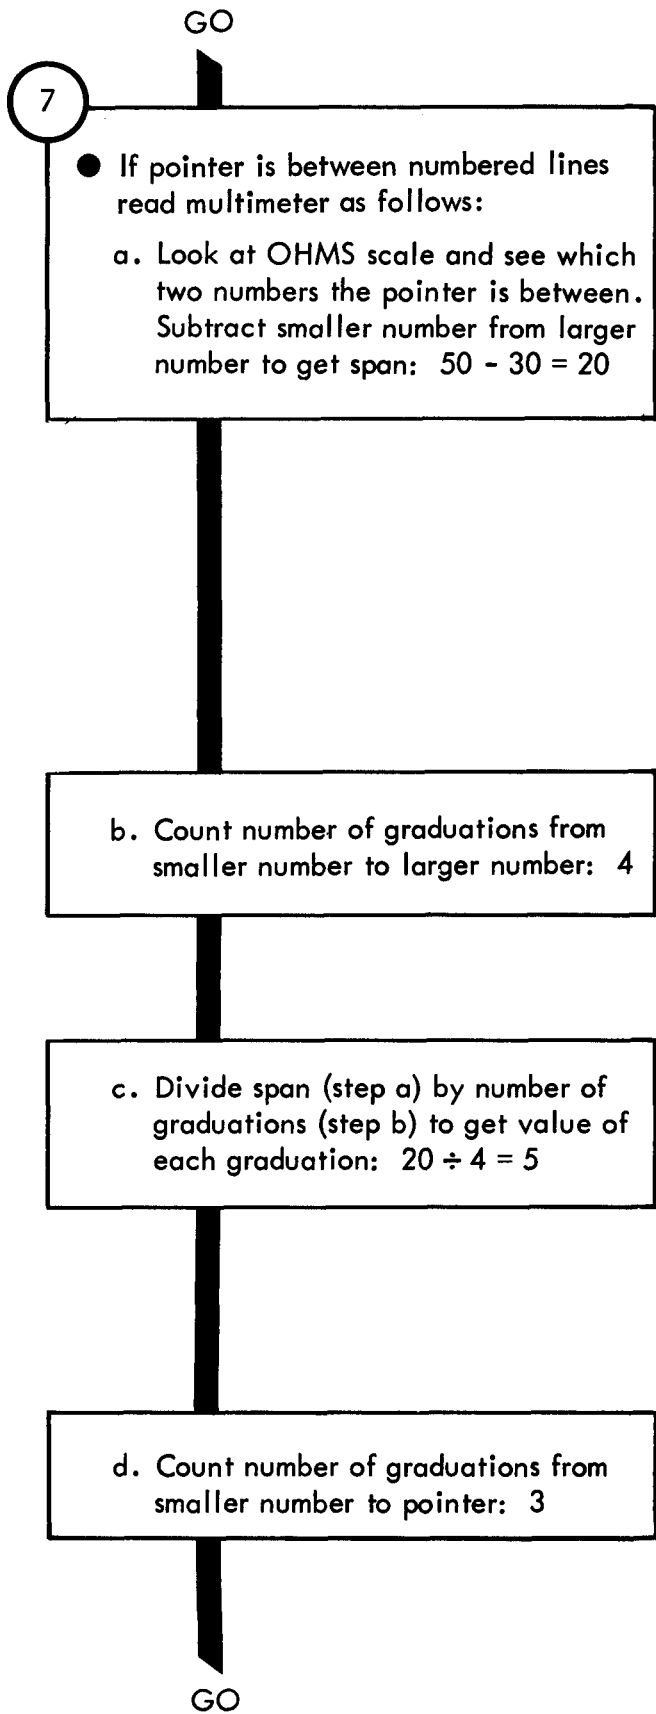 GO
7
● If pointer is between numbered lines
read multimeter as follows:
a. Look at OHMS scale and see which
two numbers the pointer is between.
Subtract smaller number from larger
number to get span: 50 - 30 = 20
b. Count number of graduations from
smaller number to larger number: 4
c. Divide span (step a) by number of
graduations (step b) to get value of
each graduation: 20 ÷ 4 = 5
d. Count number of graduations from
smaller number to pointer: 3
GO